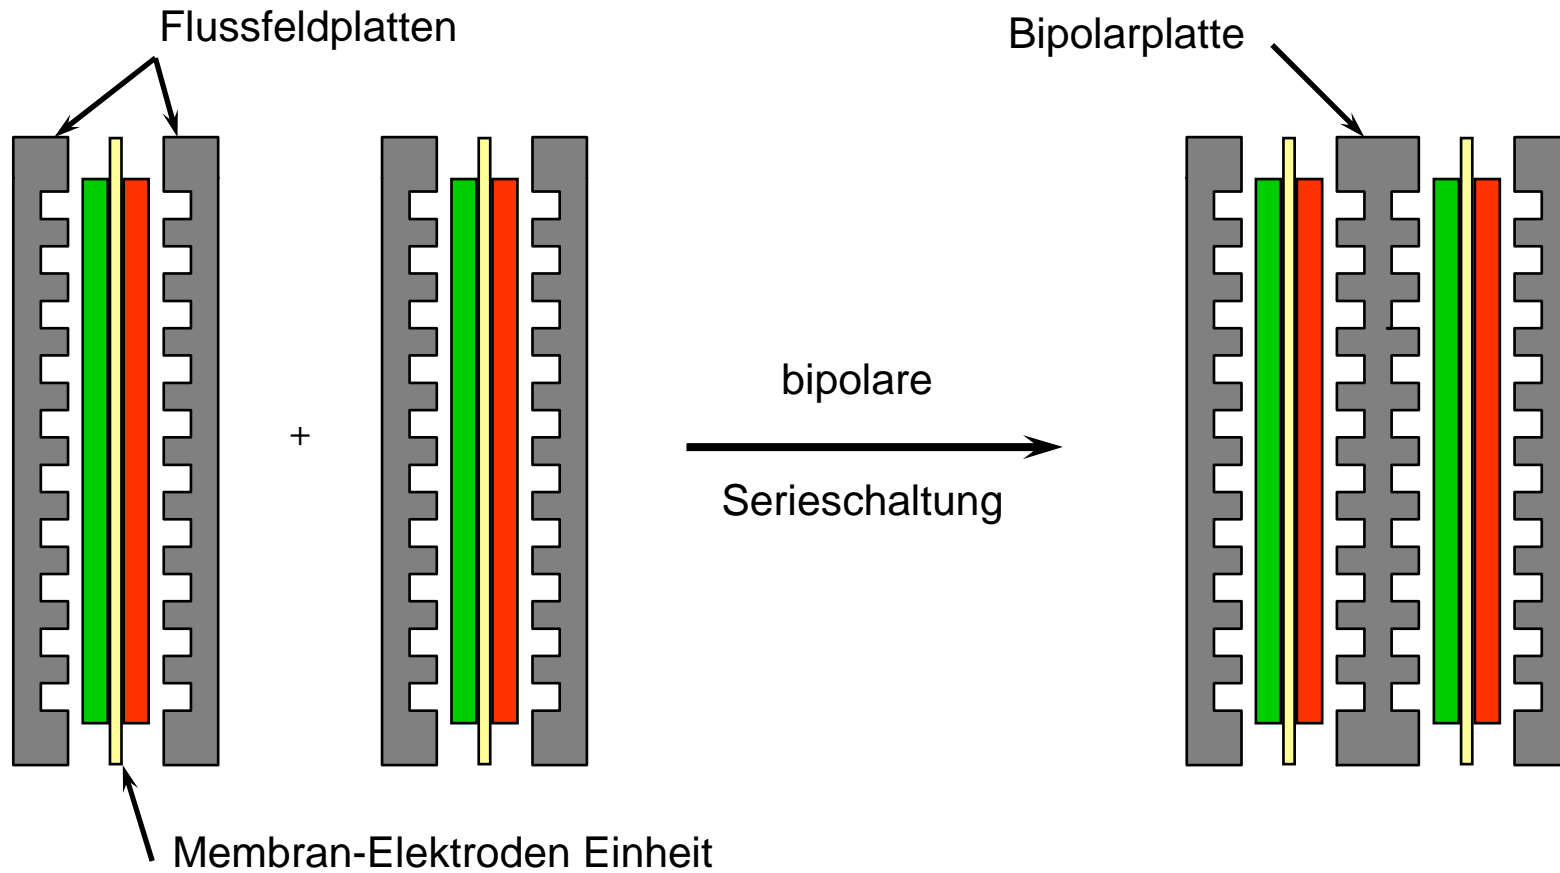 Flussfeldplatten
Bipolarplatte
+
bipolare
Serieschaltung
Membran-Elektroden Einheit